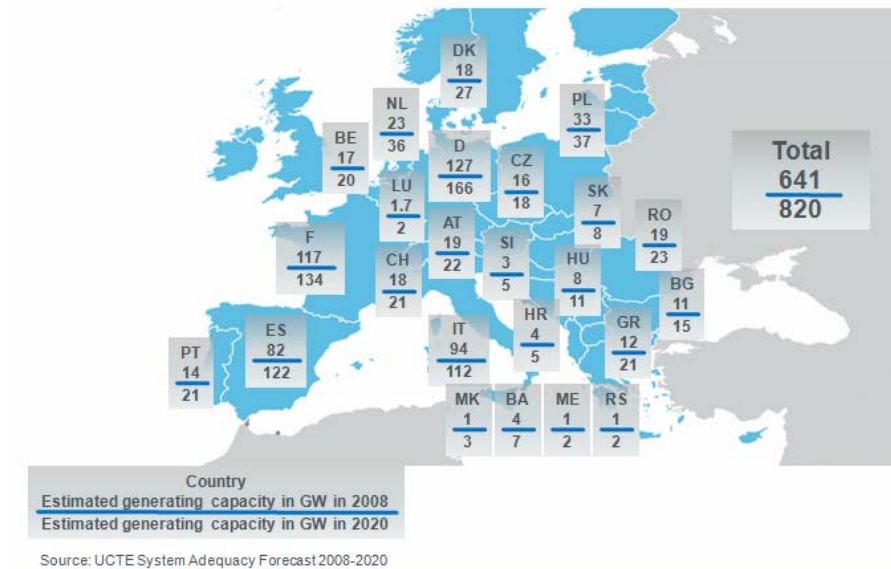 DK
18
27
NL
23
36
PL
33
37
BE
17
20
D
127
166
CZ
16
18
Total
641
820
LU
1.7
2
SK
7
8
RO
19
23
AT
19
22
F
117
134
SI
3
5
CH
18
21
HU
8
11
BG
11
15
HR
4
5
GR
12
21
ES
82
122
IT
94
112
PT
14
21
MK
1
3
BA
4
7
ME
1
2
RS
1
2
Country
Estimated generating capacity in GW in 2008
Estimated generating capacity in GW in 2020
Source: UCTE System Adequacy Forecast 2008-2020